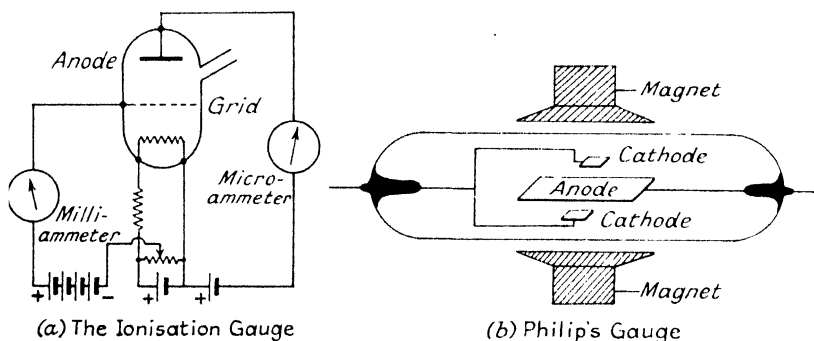 Anode
Grid
Milli-
ammeter
Micro-
ammeter
+ - + +
(a) The Ionisation Gauge
Magnet
Cathode
Anode
Cathode
Magnet
(b) Philip's Gauge